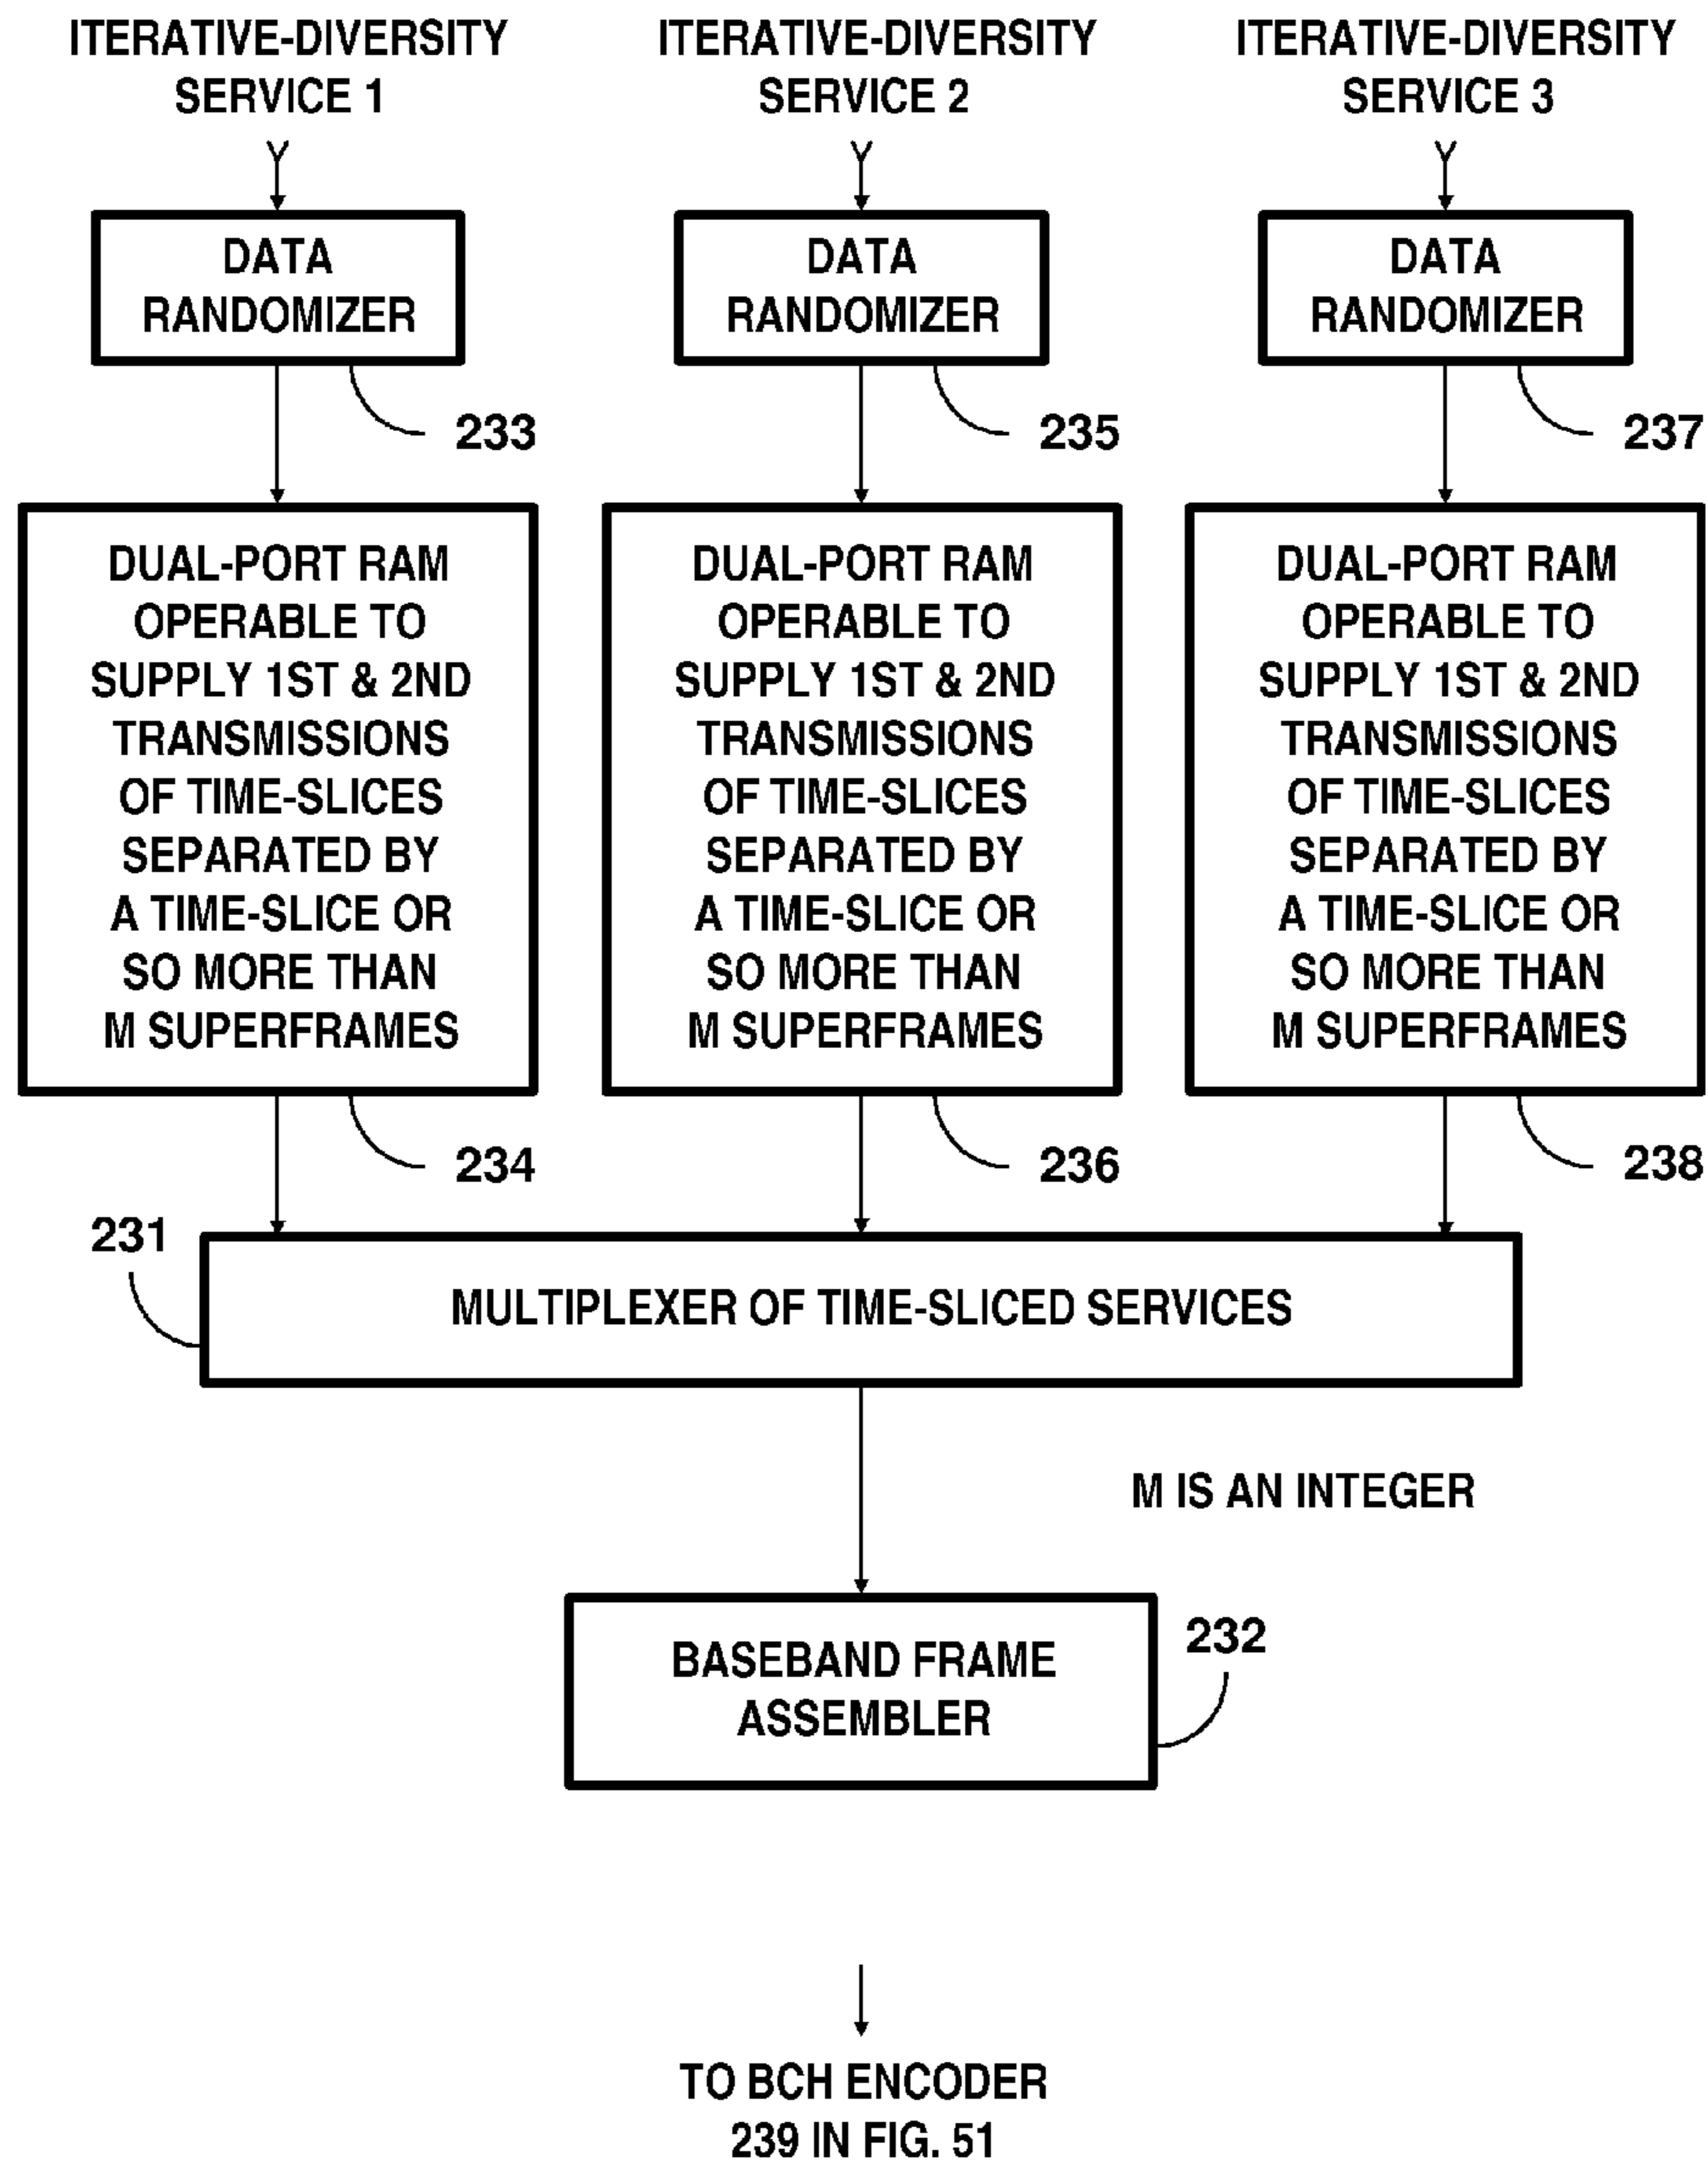 ITERATIVE-DIVERSITY
SERVICE 1
ITERATIVE-DIVERSITY
SERVICE 2
ITERATIVE-DIVERSITY
SERVICE 3
DATA
RANDOMIZER
DATA
RANDOMIZER
DATA
RANDOMIZER
233
235
237
DUAL-PORT RAM
OPERABLE TO
SUPPLY 1ST & 2ND
TRANSMISSIONS
OF TIME-SLICES
SEPARATED BY
A TIME-SLICE OR
SO MORE THAN
M SUPERFRAMES
DUAL-PORT RAM
OPERABLE TO
SUPPLY 1ST & 2ND
TRANSMISSIONS
OF TIME-SLICES
SEPARATED BY
A TIME-SLICE OR
SO MORE THAN
M SUPERFRAMES
DUAL-PORT RAM
OPERABLE TO
SUPPLY 1ST & 2ND
TRANSMISSIONS
OF TIME-SLICES
SEPARATED BY
A TIME-SLICE OR
SO MORE THAN
M SUPERFRAMES
234
236
238
231
MULTIPLEXER OF TIME-SLICED SERVICES
M IS AN INTEGER
BASEBAND FRAME
ASSEMBLER
232
TO BCH ENCODER
239 IN FIG. 51